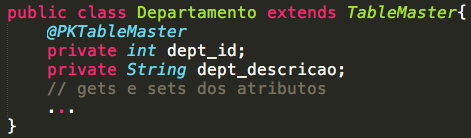 public class Departamento extends TableMaster{
    @PKTableMaster
    private int dept_id;
    private String dept_descricao;
    // gets e sets dos atributos
    ...
}